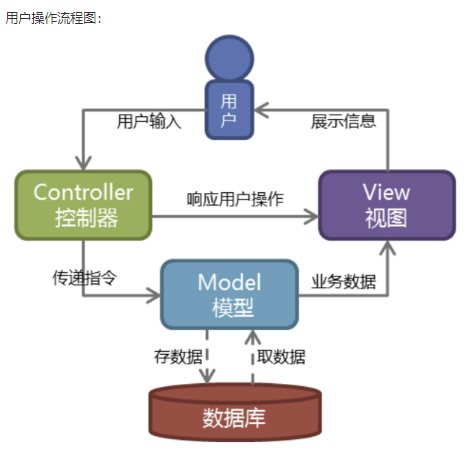 用户操作流程图：
用
户
用户输入
展示信息
Controller
控制器
响应用户操作
View
视图
传递指令
Model
模型
业务数据
存数据
取数据
数据库